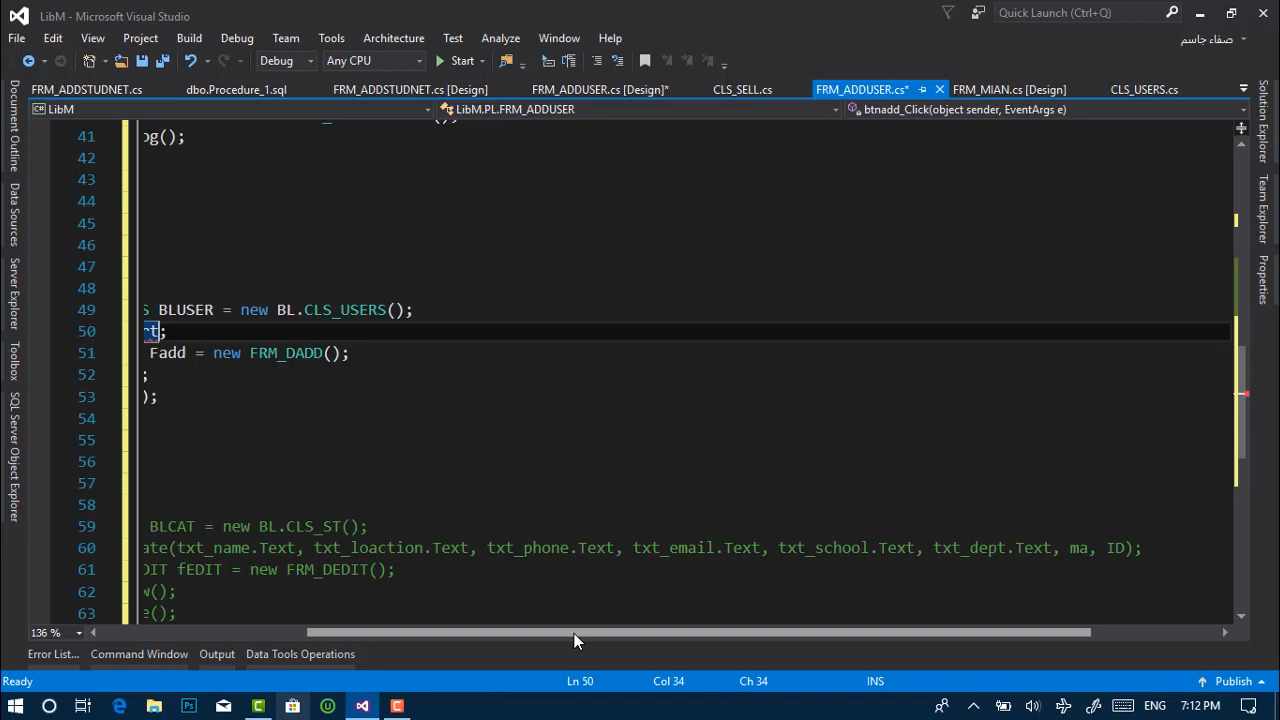 LibM - Microsoft Visual Studio
Quick Launch (Ctrl+Q)
File Edit View Project Build Debug Team Tools Architecture Test Analyze Window Help
صفاء جاسم
Debug Any CPU Start
FRM_ADDSTUDNET.cs dbo.Procedure_1.sql FRM_ADDSTUDNET.cs [Design] FRM_ADDUSER.cs [Design]* CLS_SELL.cs FRM_ADDUSER.cs* FRM_MIAN.cs [Design] CLS_USERS.cs
LibM LibM.PL.FRM_ADDUSER btnadd_Click(object sender, EventArgs e)
Document Outline
Data Sources
Server Explorer
Toolbox
SQL Server Object Explorer
41 og();
42
43
44
45
46
47
48
49 S BLUSER = new BL.CLS_USERS();
50 rt;
51 Fadd = new FRM_DADD();
52 ;
53 );
54
55
56
57
58
59 BLCAT = new BL.CLS_ST();
60 ate(txt_name.Text, txt_loaction.Text, txt_phone.Text, txt_email.Text, txt_school.Text, txt_dept.Text, ma, ID);
61 DIT fEDIT = new FRM_DEDIT();
62 w();
63 e();
Solution Explorer
Team Explorer
Properties
136 %
Error List... Command Window Output Data Tools Operations
Ready Ln 50 Col 34 Ch 34 INS Publish
ENG 7:12 PM